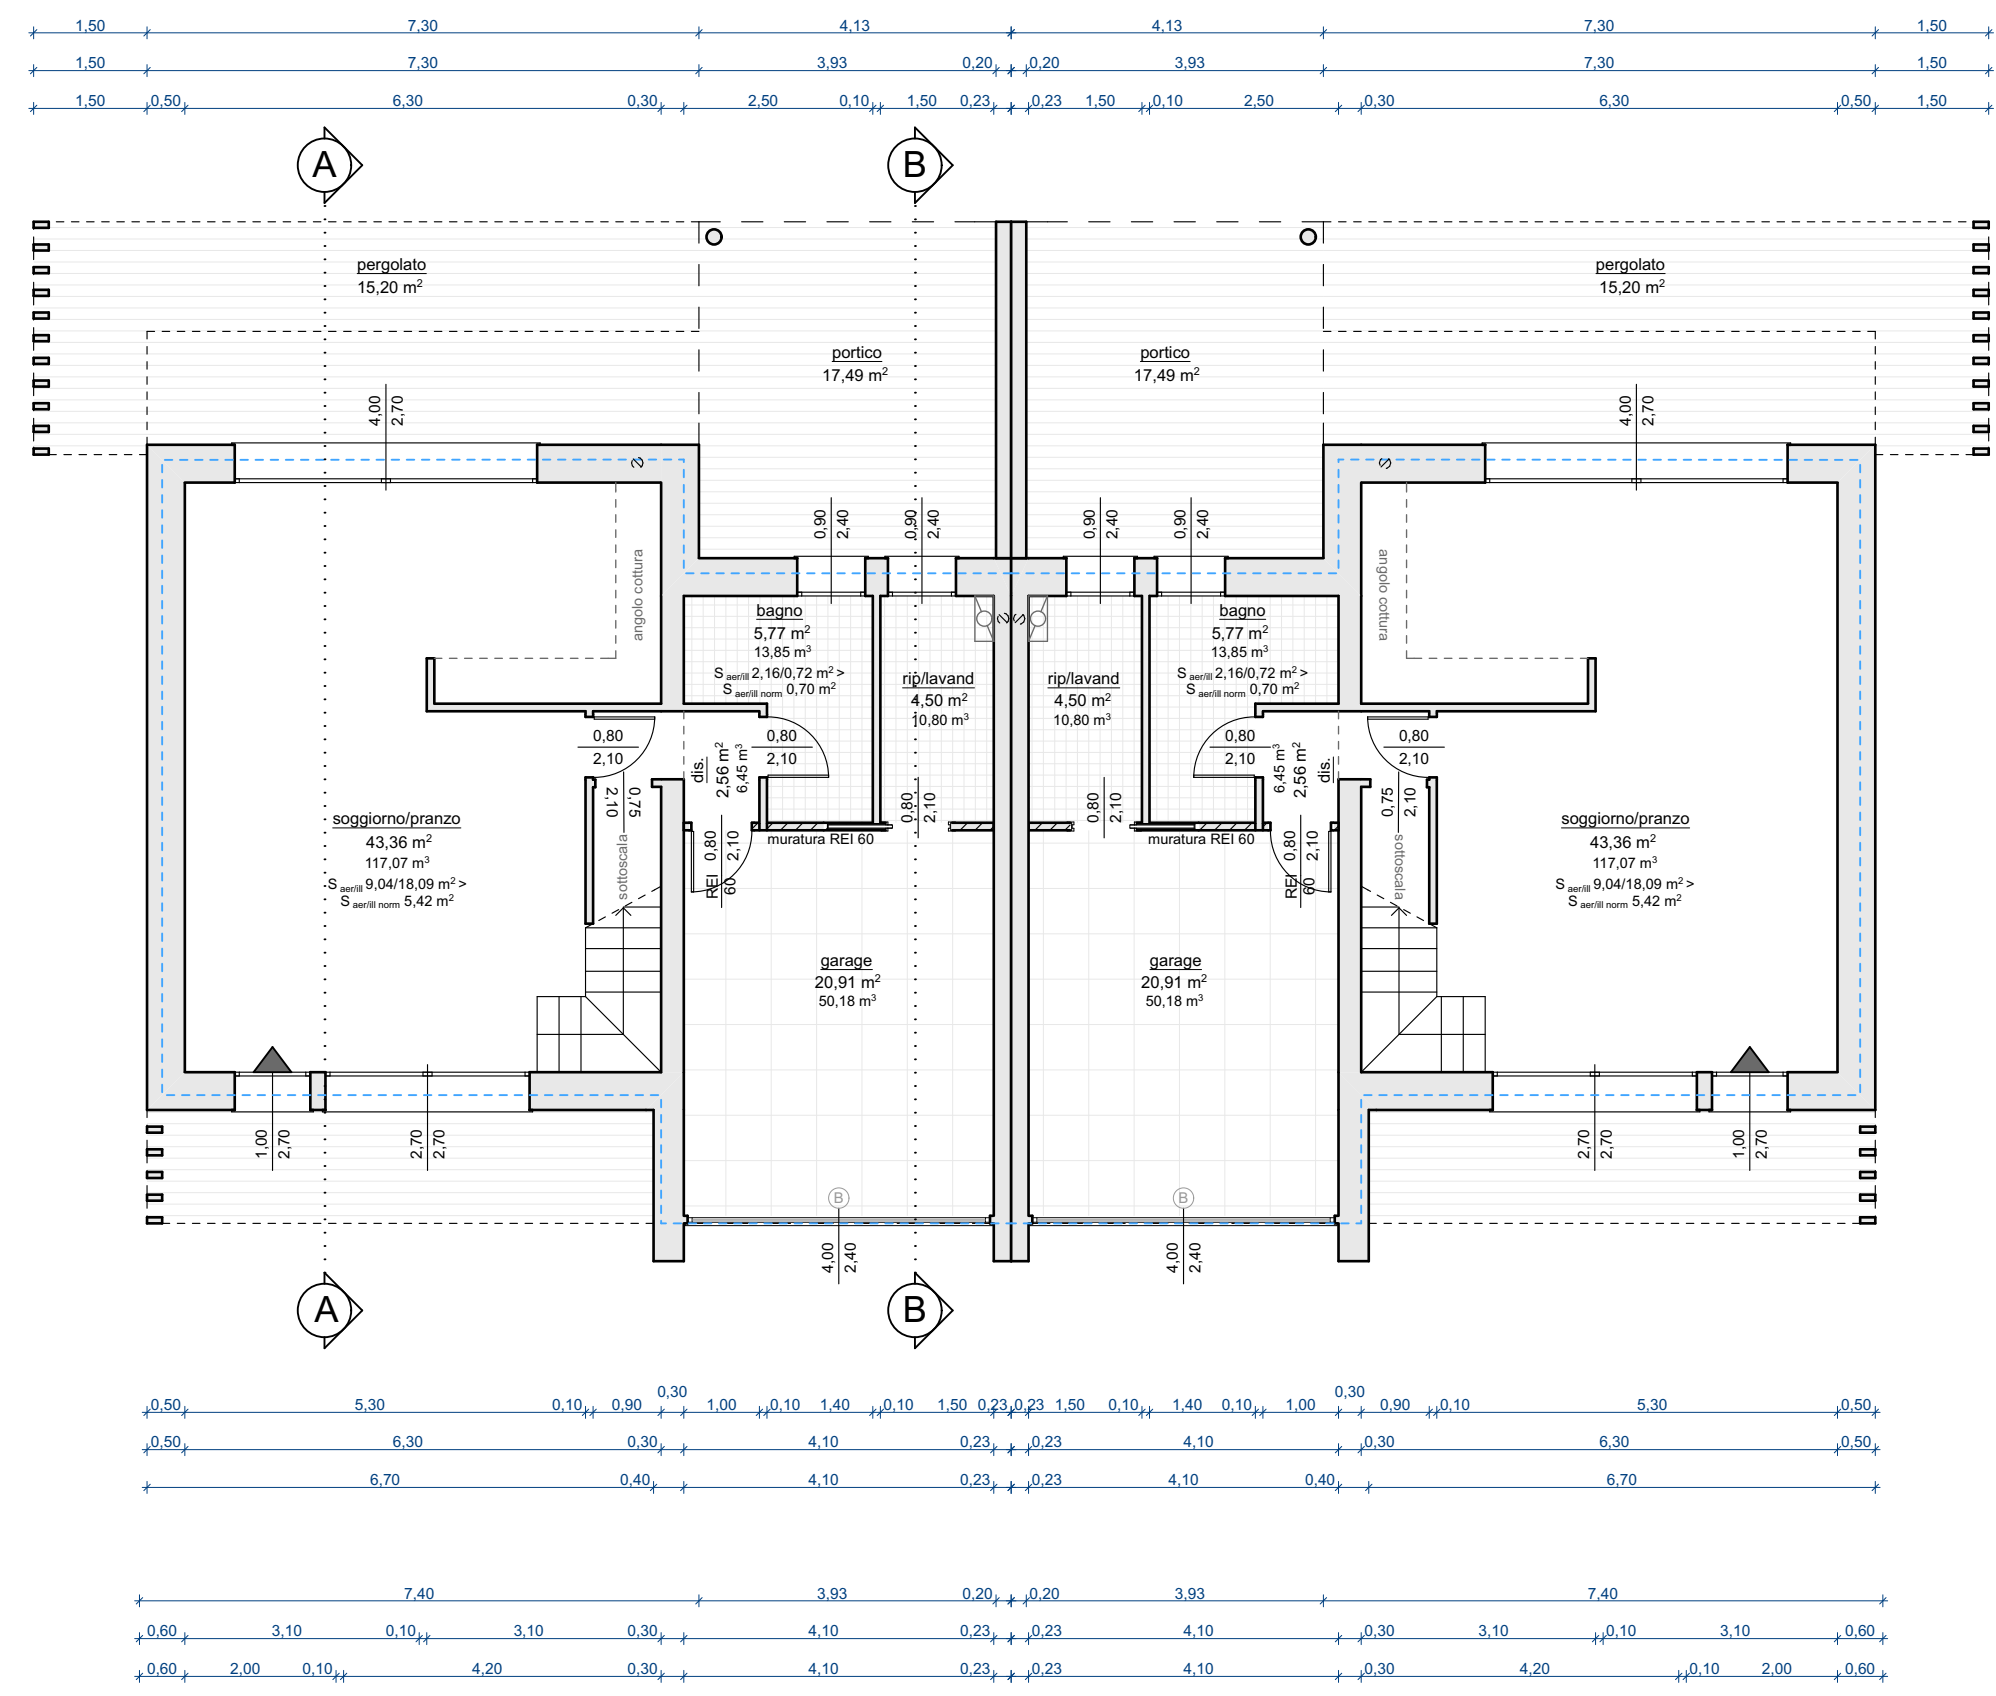 1,50 7,30 4,13 4,13 7,30 1,50
1,50 7,30 3,93 0,20 0,20 3,93 7,30 1,50
1,50 0,50 6,30 0,30 2,50 0,10 1,50 0,23 0,23 1,50 0,10 2,50 0,30 6,30 0,50 1,50
A B
pergolato
15,20 m²
pergolato
15,20 m²
portico
17,49 m²
portico
17,49 m²
4,00
2,70
4,00
2,70
0,90
2,40
0,90
2,40
0,90
2,40
0,90
2,40
angolo cottura
angolo cottura
bagno
5,77 m²
13,85 m³
S aer/ill 2,16/0,72 m² >
S aer/ill norm 0,70 m²
rip/lavand
4,50 m²
10,80 m³
rip/lavand
4,50 m²
10,80 m³
bagno
5,77 m²
13,85 m³
S aer/ill 2,16/0,72 m² >
S aer/ill norm 0,70 m²
0,80
2,10
0,80
2,10
0,80
2,10
0,80
2,10
dis.
2,56 m²
6,45 m³
6,45 m³
2,56 m²
dis.
0,75
2,10
0,80
2,10
0,80
2,10
0,75
2,10
sottoscala
sottoscala
muratura REI 60
muratura REI 60
REI 0,80
60 2,10
REI 0,80
60 2,10
soggiorno/pranzo
43,36 m²
117,07 m³
S aer/ill 9,04/18,09 m² >
S aer/ill norm 5,42 m²
soggiorno/pranzo
43,36 m²
117,07 m³
S aer/ill 9,04/18,09 m² >
S aer/ill norm 5,42 m²
garage
20,91 m²
50,18 m³
garage
20,91 m²
50,18 m³
1,00
2,70
2,70
2,70
2,70
2,70
1,00
2,70
B B
4,00
2,40
4,00
2,40
A B
0,50 5,30 0,10 0,90 0,30 1,00 0,10 1,40 0,10 1,50 0,23 0,23 1,50 0,10 1,40 0,10 1,00 0,30 0,90 0,10 5,30 0,50
0,50 6,30 0,30 4,10 0,23 0,23 4,10 0,30 6,30 0,50
6,70 0,40 4,10 0,23 0,23 4,10 0,40 6,70
7,40 3,93 0,20 0,20 3,93 7,40
0,60 3,10 0,10 3,10 0,30 4,10 0,23 0,23 4,10 0,30 3,10 0,10 3,10 0,60
0,60 2,00 0,10 4,20 0,30 4,10 0,23 0,23 4,10 0,30 4,20 0,10 2,00 0,60